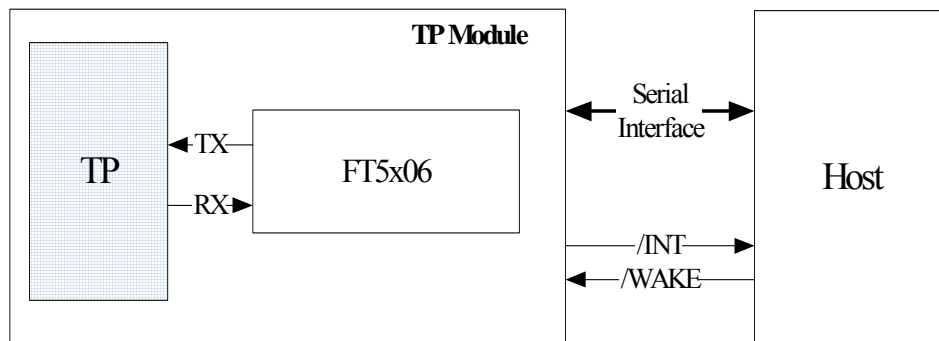 TP Module
TP
TX
RX
FT5x06
Serial
Interface
/INT
/WAKE
Host